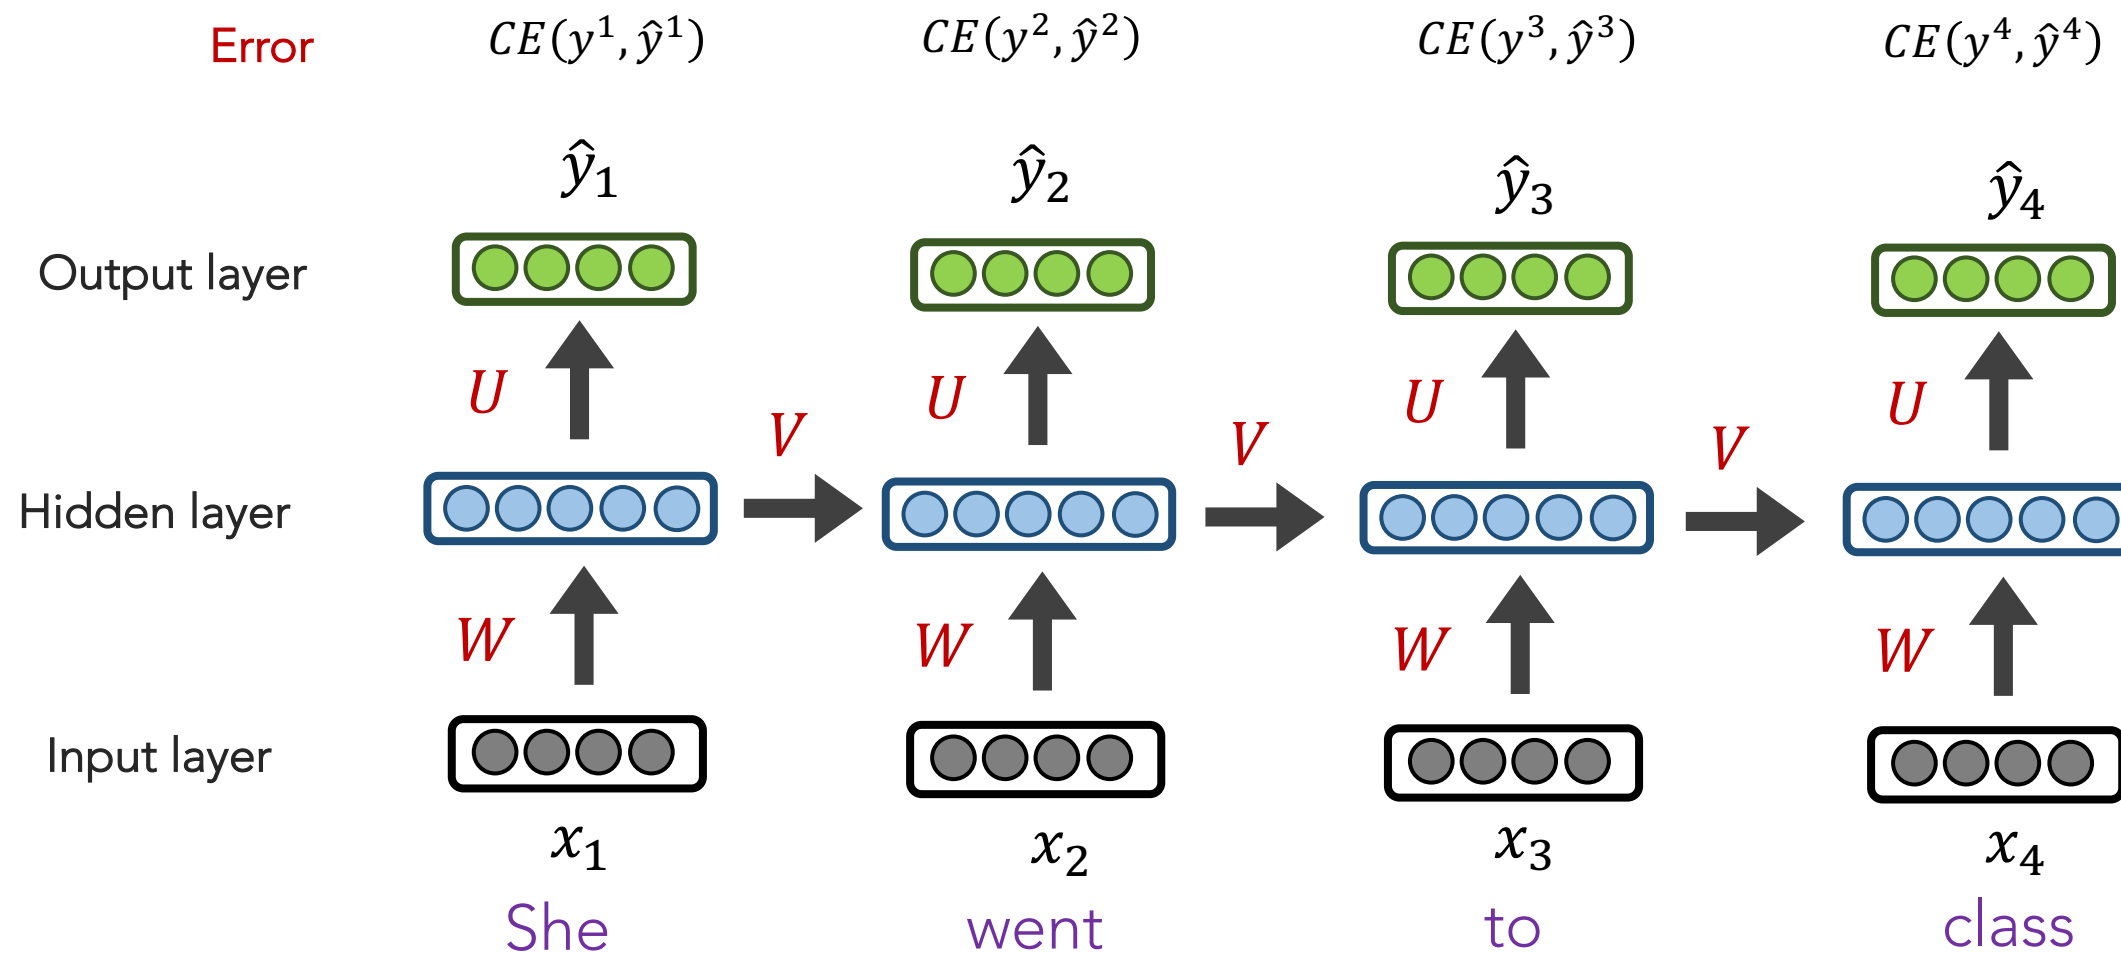 Error CE(y¹, ŷ¹) CE(y², ŷ²) CE(y³, ŷ³) CE(y⁴, ŷ⁴)
ŷ₁ ŷ₂ ŷ₃ ŷ₄
Output layer
U U U U
V V V
Hidden layer
W W W W
Input layer
x₁ x₂ x₃ x₄
She went to class